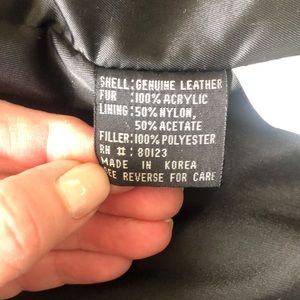 SHELL: GENUINE LEATHER
FUR : 100% ACRYLIC
LINING: 50% NYLON,
50% ACETATE
FILLER: 100% POLYESTER
RN #: 80123
MADE IN KOREA
SEE REVERSE FOR CARE